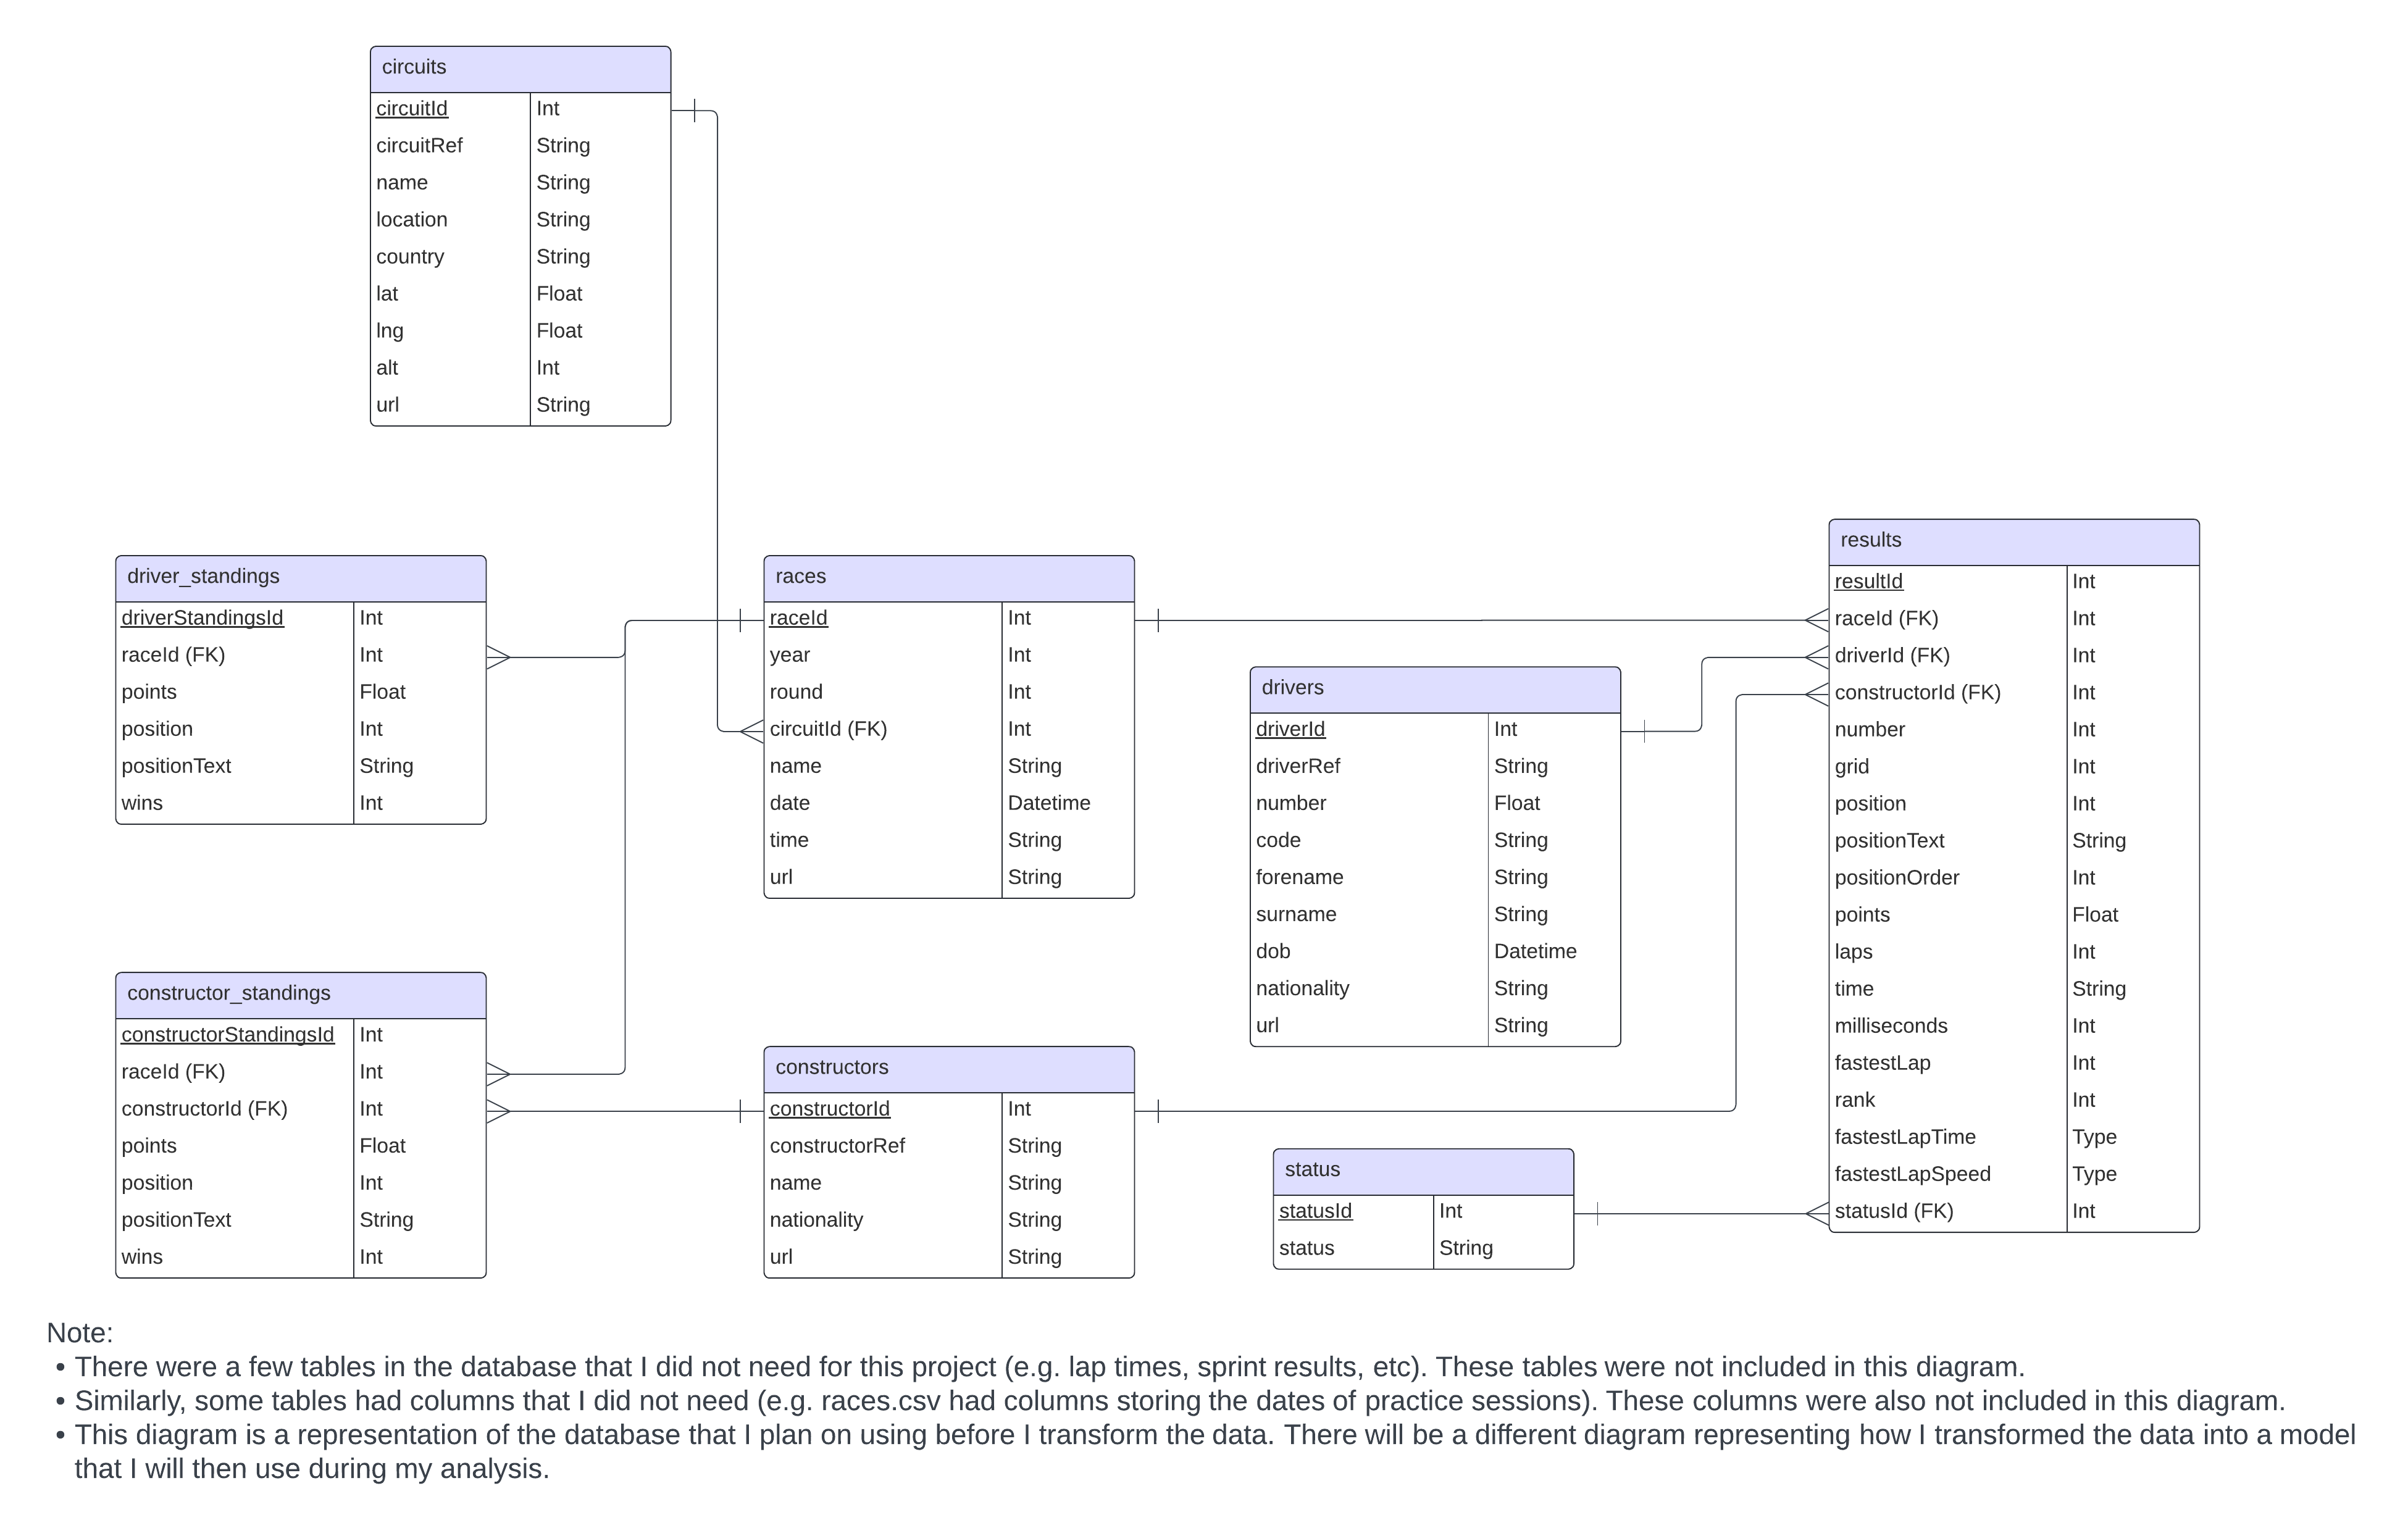 circuits
circuitId Int
circuitRef String
name String
location String
country String
lat Float
lng Float
alt Int
url String
driver_standings
driverStandingsId Int
raceId (FK) Int
points Float
position Int
positionText String
wins Int
races
raceId Int
year Int
round Int
circuitId (FK) Int
name String
date Datetime
time String
url String
drivers
driverId Int
driverRef String
number Float
code String
forename String
surname String
dob Datetime
nationality String
url String
results
resultId Int
raceId (FK) Int
driverId (FK) Int
constructorId (FK) Int
number Int
grid Int
position Int
positionText String
positionOrder Int
points Float
laps Int
time String
milliseconds Int
fastestLap Int
rank Int
fastestLapTime Type
fastestLapSpeed Type
statusId (FK) Int
constructor_standings
constructorStandingsId Int
raceId (FK) Int
constructorId (FK) Int
points Float
position Int
positionText String
wins Int
constructors
constructorId Int
constructorRef String
name String
nationality String
url String
status
statusId Int
status String
Note:
• There were a few tables in the database that I did not need for this project (e.g. lap times, sprint results, etc). These tables were not included in this diagram.
• Similarly, some tables had columns that I did not need (e.g. races.csv had columns storing the dates of practice sessions). These columns were also not included in this diagram.
• This diagram is a representation of the database that I plan on using before I transform the data. There will be a different diagram representing how I transformed the data into a model
that I will then use during my analysis.